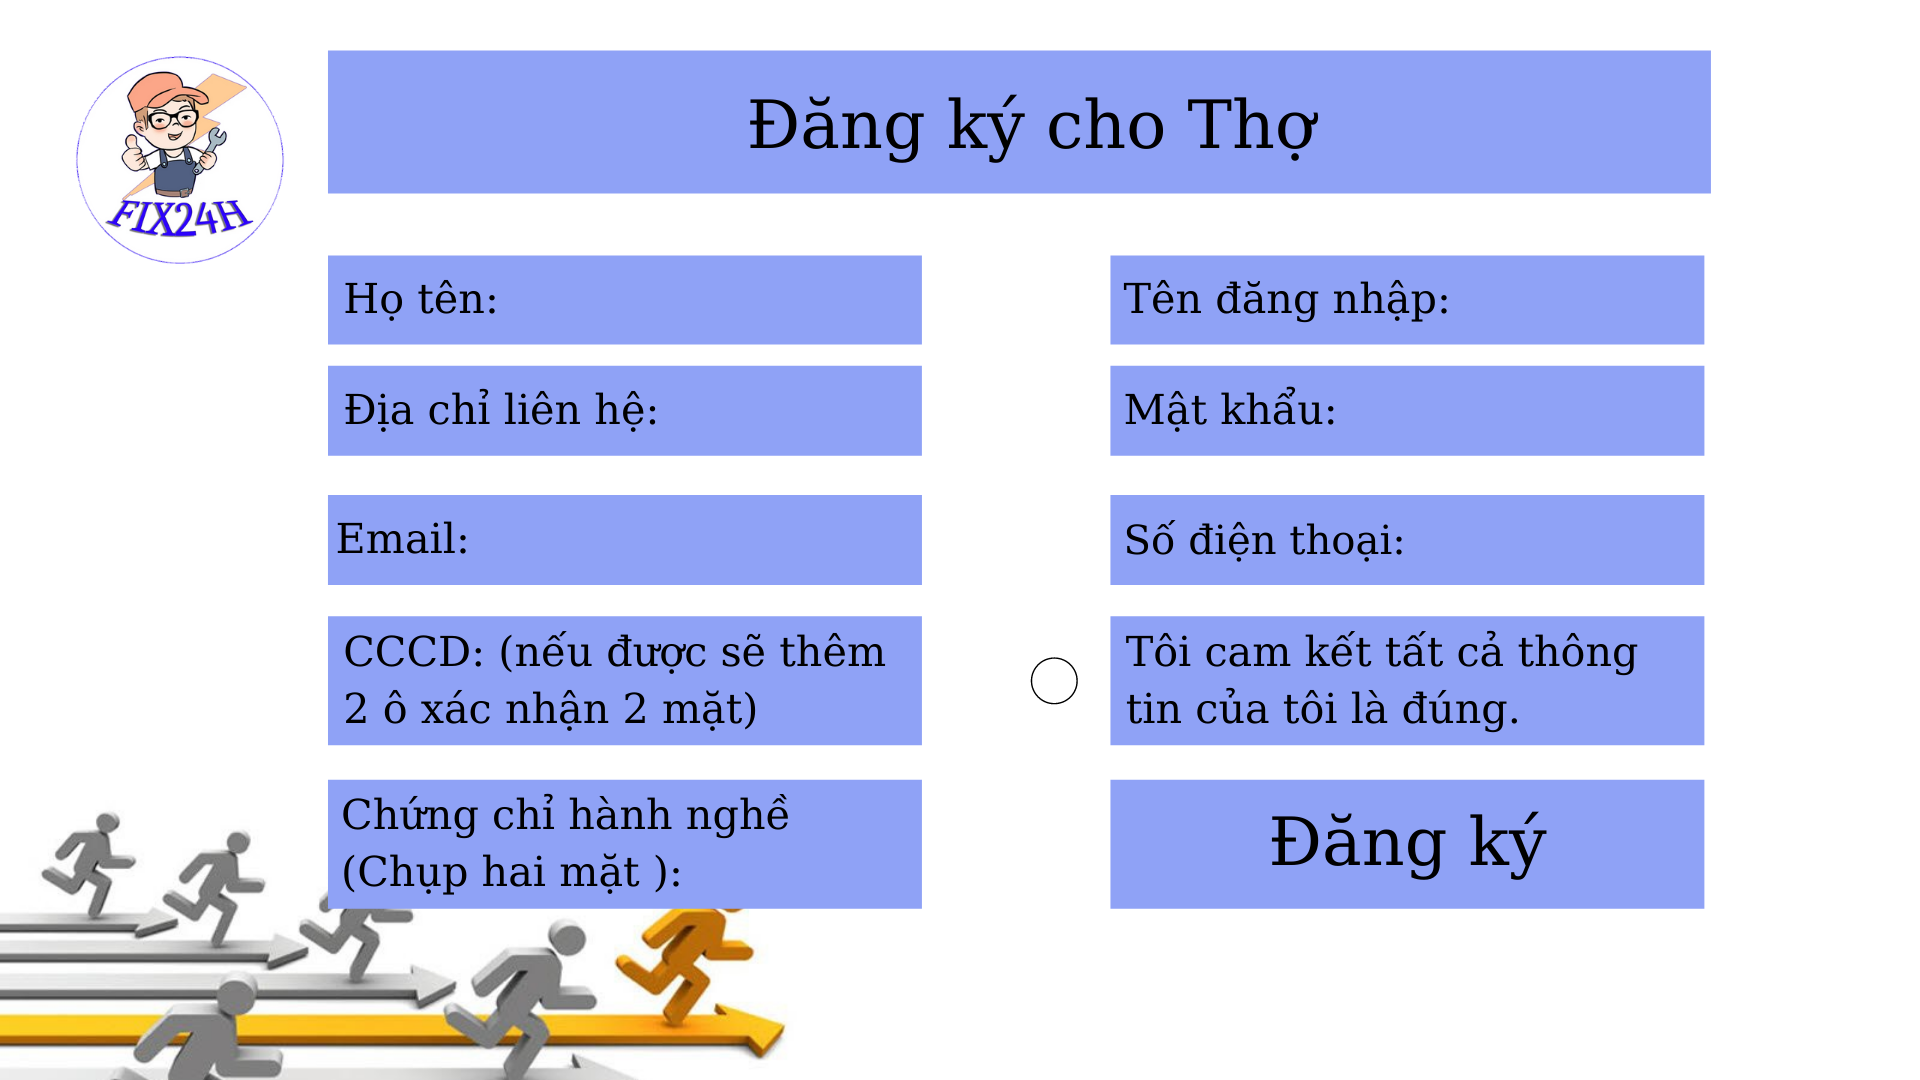 FIX24H
Đăng ký cho Thợ
Họ tên:
Tên đăng nhập:
Địa chỉ liên hệ:
Mật khẩu:
Email:
Số điện thoại:
CCCD: (nếu được sẽ thêm
2 ô xác nhận 2 mặt)
Tôi cam kết tất cả thông
tin của tôi là đúng.
Chứng chỉ hành nghề
(Chụp hai mặt ):
Đăng ký